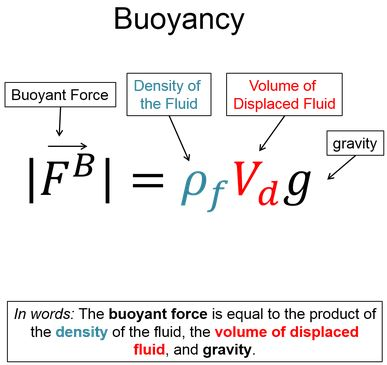 Buoyancy
Buoyant Force
Density of
the Fluid
Volume of
Displaced Fluid
gravity
|F⃗ᴮ| = ρ_f V_d g
In words: The buoyant force is equal to the product of
the density of the fluid, the volume of displaced
fluid, and gravity.